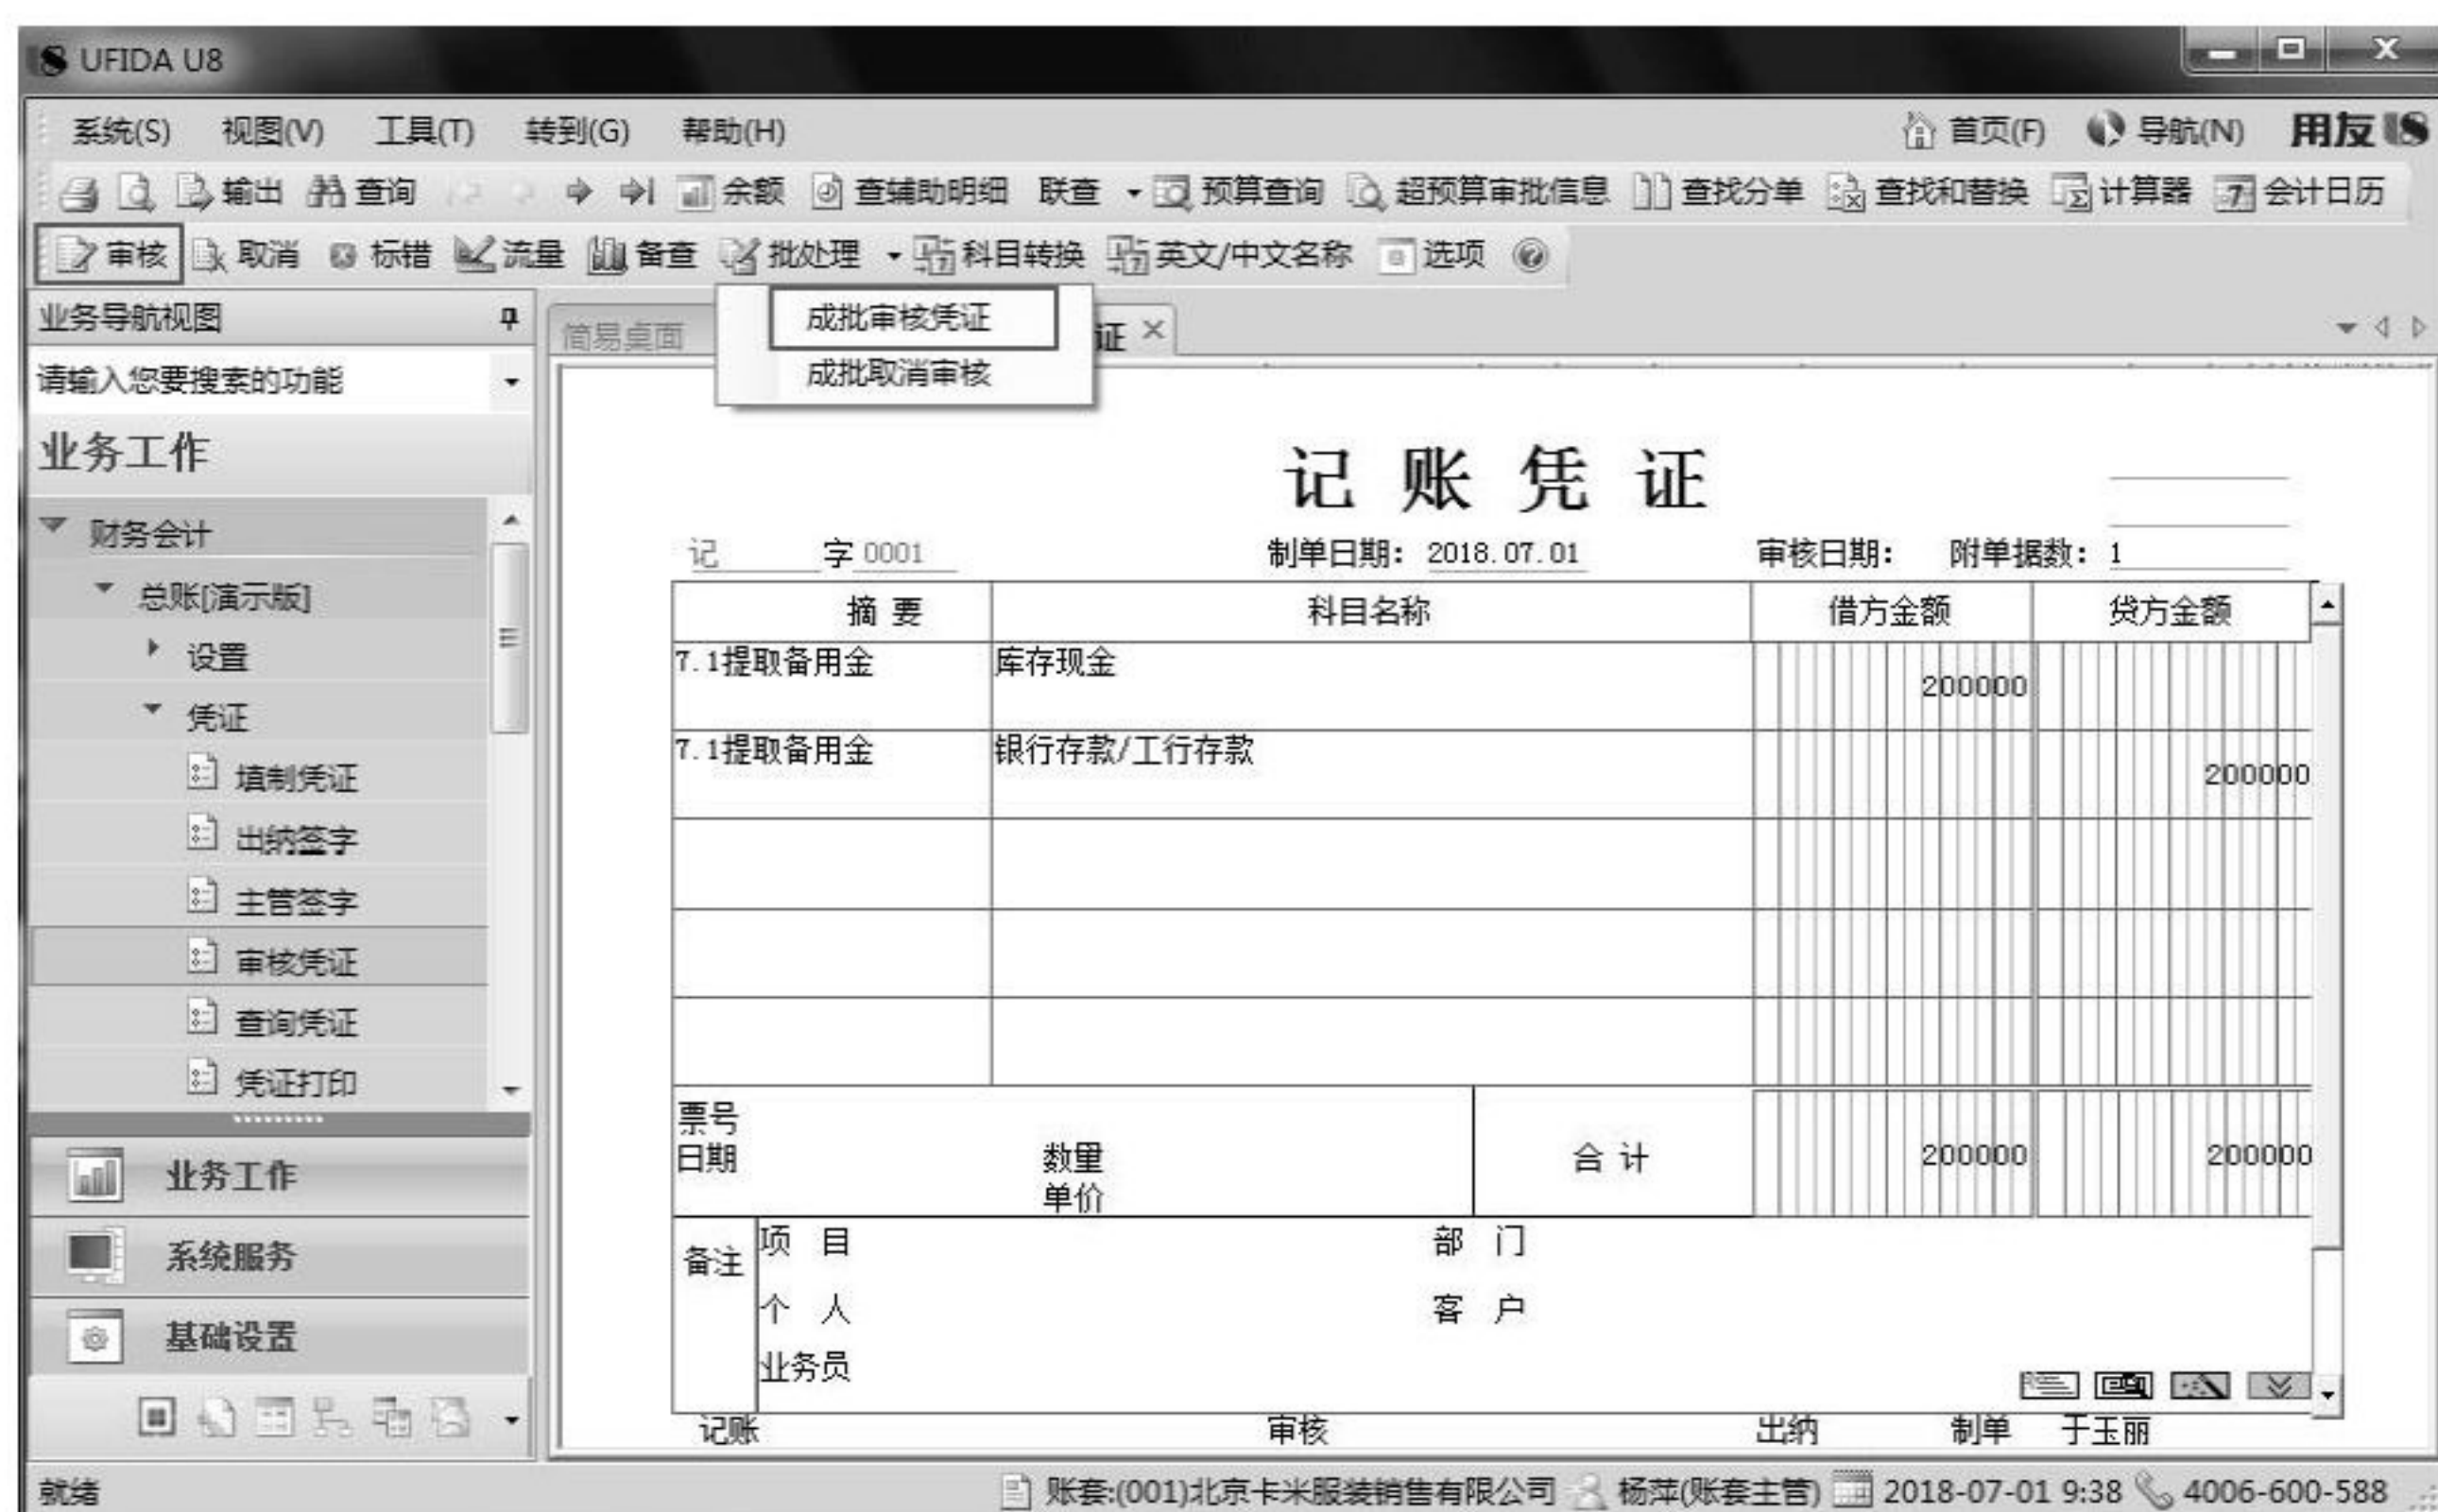 UFIDA U8
系统(S) 视图(V) 工具(T) 转到(G) 帮助(H) 首页(F) 导航(N) 用友U8
输出 查询 余额 查辅助明细 联查 预算查询 超预算审批信息 查找分单 查找和替换 计算器 会计日历
审核 取消 标错 流量 备查 批处理 科目转换 英文/中文名称 选项
业务导航视图
简易桌面 证
成批审核凭证
成批取消审核
请输入您要搜索的功能
业务工作
财务会计
总账[演示版]
设置
凭证
填制凭证
出纳签字
主管签字
审核凭证
查询凭证
凭证打印
业务工作
系统服务
基础设置
记账凭证
记 字 0001 制单日期: 2018.07.01 审核日期: 附单据数: 1
摘要 科目名称 借方金额 贷方金额
7.1提取备用金 库存现金 200000
7.1提取备用金 银行存款/工行存款 200000
票号
日期 数量 合计 200000 200000
单价
备注 项目 部门
个人 客户
业务员
记账 审核 出纳 制单 于玉丽
就绪 账套:(001)北京卡米服装销售有限公司 杨萍(账套主管) 2018-07-01 9:38 4006-600-588